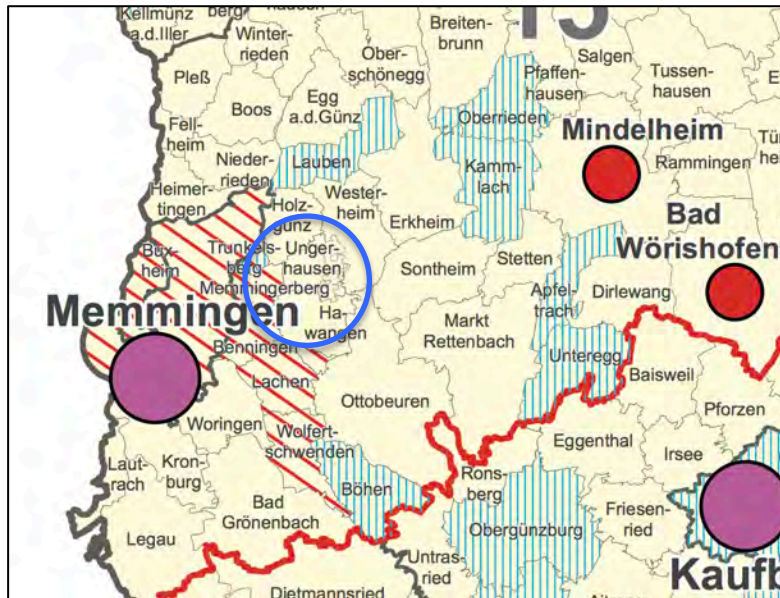 Kellmünz
a.d.Iller
berg
hausen
Winter-
rieden
Ober-
schönegg
Breiten-
brunn
15
Salgen
Pfaffen-
hausen
Tussen-
hausen
Pleß
Boos
Egg
a.d.Günz
Oberrieden
Mindelheim
Fell-
heim
Niede-
rieden
Lauben
Kamm-
lach
Rammingen
Heimer-
tingen
Holz-
günz
Wester-
heim
Erkheim
Bad
Wörishofen
Bux-
heim
Trunkels-
berg
Unger-
hausen
Memmingerberg
Sontheim
Stetten
Apfel-
trach
Dirlewang
Memmingen
Ha-
wangen
Markt
Rettenbach
Benningen
Unteregg
Baisweil
Lachen
Ottobeuren
Pforzen
Woringen
Wolfert-
schwenden
Eggenthal
Irsee
Laut-
rach
Kron-
burg
Böhen
Rons-
berg
Bad
Grönenbach
Friesen-
ried
Legau
Obergünzburg
Untras-
ried
Kaufb
Dietmannsried